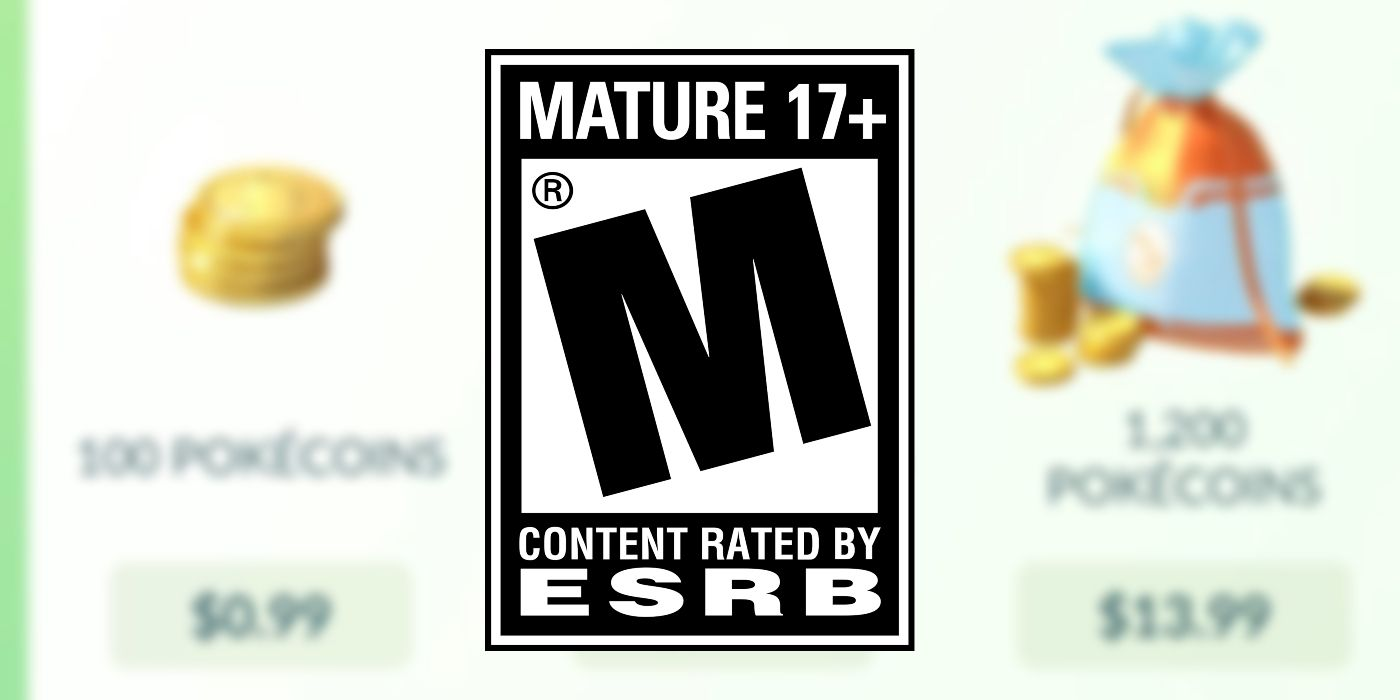 MATURE 17+
®
M
CONTENT RATED BY
ESRB
100 POKÉCOINS
$0.99
1,200
POKÉCOINS
$13.99